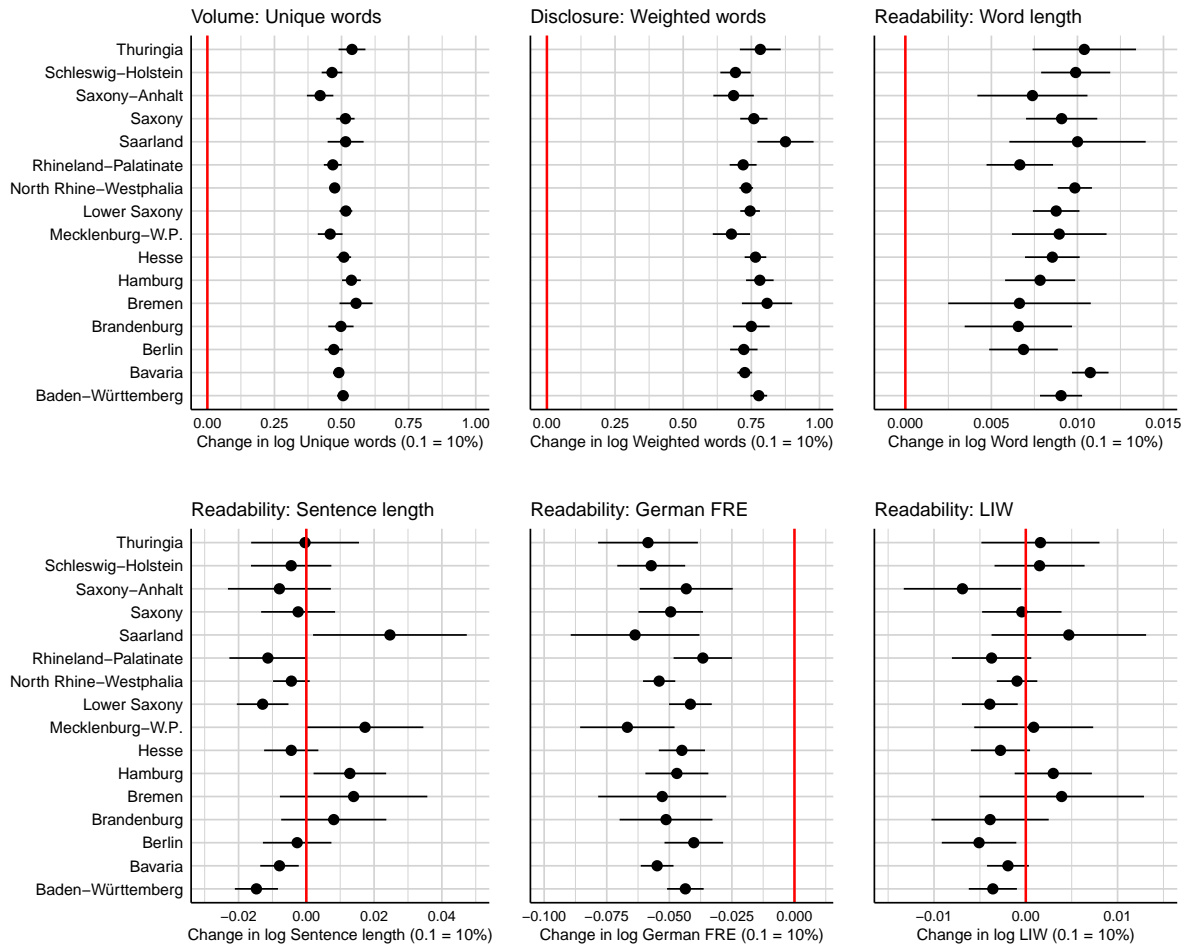 Volume: Unique words
Disclosure: Weighted words
Readability: Word length
Thuringia
Schleswig−Holstein
Saxony−Anhalt
Saxony
Saarland
Rhineland−Palatinate
North Rhine−Westphalia
Lower Saxony
Mecklenburg−W.P.
Hesse
Hamburg
Bremen
Brandenburg
Berlin
Bavaria
Baden−Württemberg
0.00 0.25 0.50 0.75 1.00
0.00 0.25 0.50 0.75 1.00
0.000 0.005 0.010 0.015
Change in log Unique words (0.1 = 10%)
Change in log Weighted words (0.1 = 10%)
Change in log Word length (0.1 = 10%)
Readability: Sentence length
Readability: German FRE
Readability: LIW
Thuringia
Schleswig−Holstein
Saxony−Anhalt
Saxony
Saarland
Rhineland−Palatinate
North Rhine−Westphalia
Lower Saxony
Mecklenburg−W.P.
Hesse
Hamburg
Bremen
Brandenburg
Berlin
Bavaria
Baden−Württemberg
−0.02 0.00 0.02 0.04
−0.100 −0.075 −0.050 −0.025 0.000
−0.01 0.00 0.01
Change in log Sentence length (0.1 = 10%)
Change in log German FRE (0.1 = 10%)
Change in log LIW (0.1 = 10%)